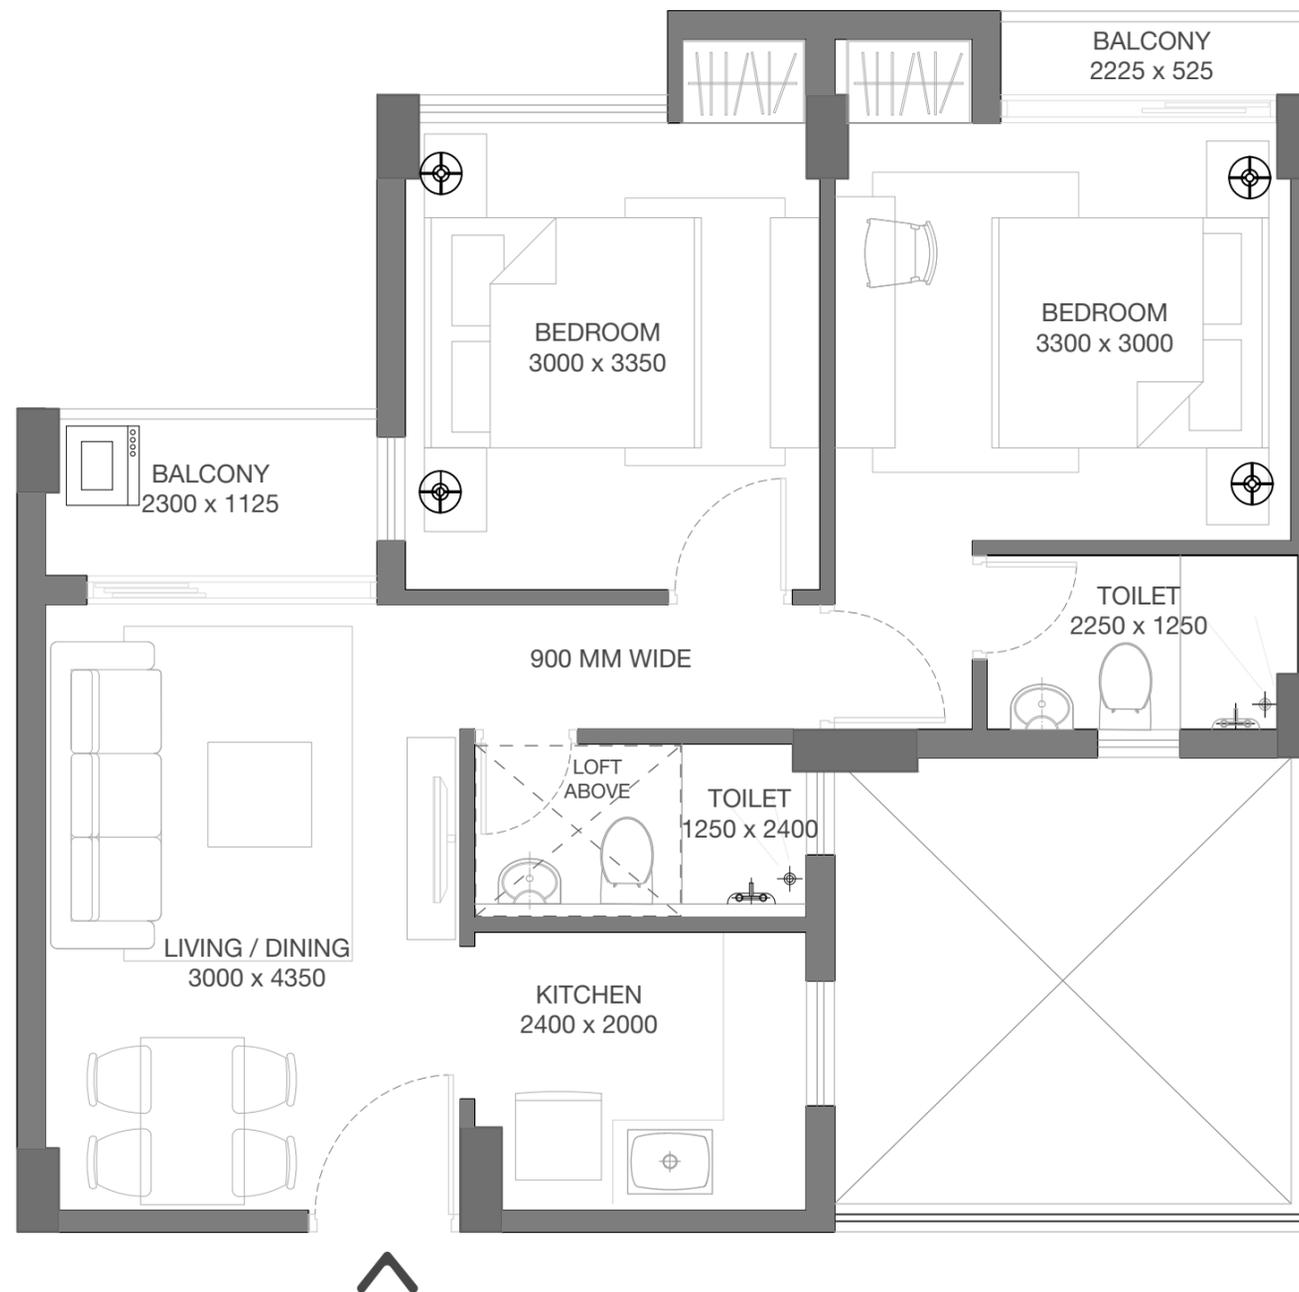 BALCONY
2225 x 525
BEDROOM
3000 x 3350
BEDROOM
3300 x 3000
BALCONY
2300 x 1125
TOILET
2250 x 1250
900 MM WIDE
LOFT
ABOVE
TOILET
1250 x 2400
LIVING / DINING
3000 x 4350
KITCHEN
2400 x 2000